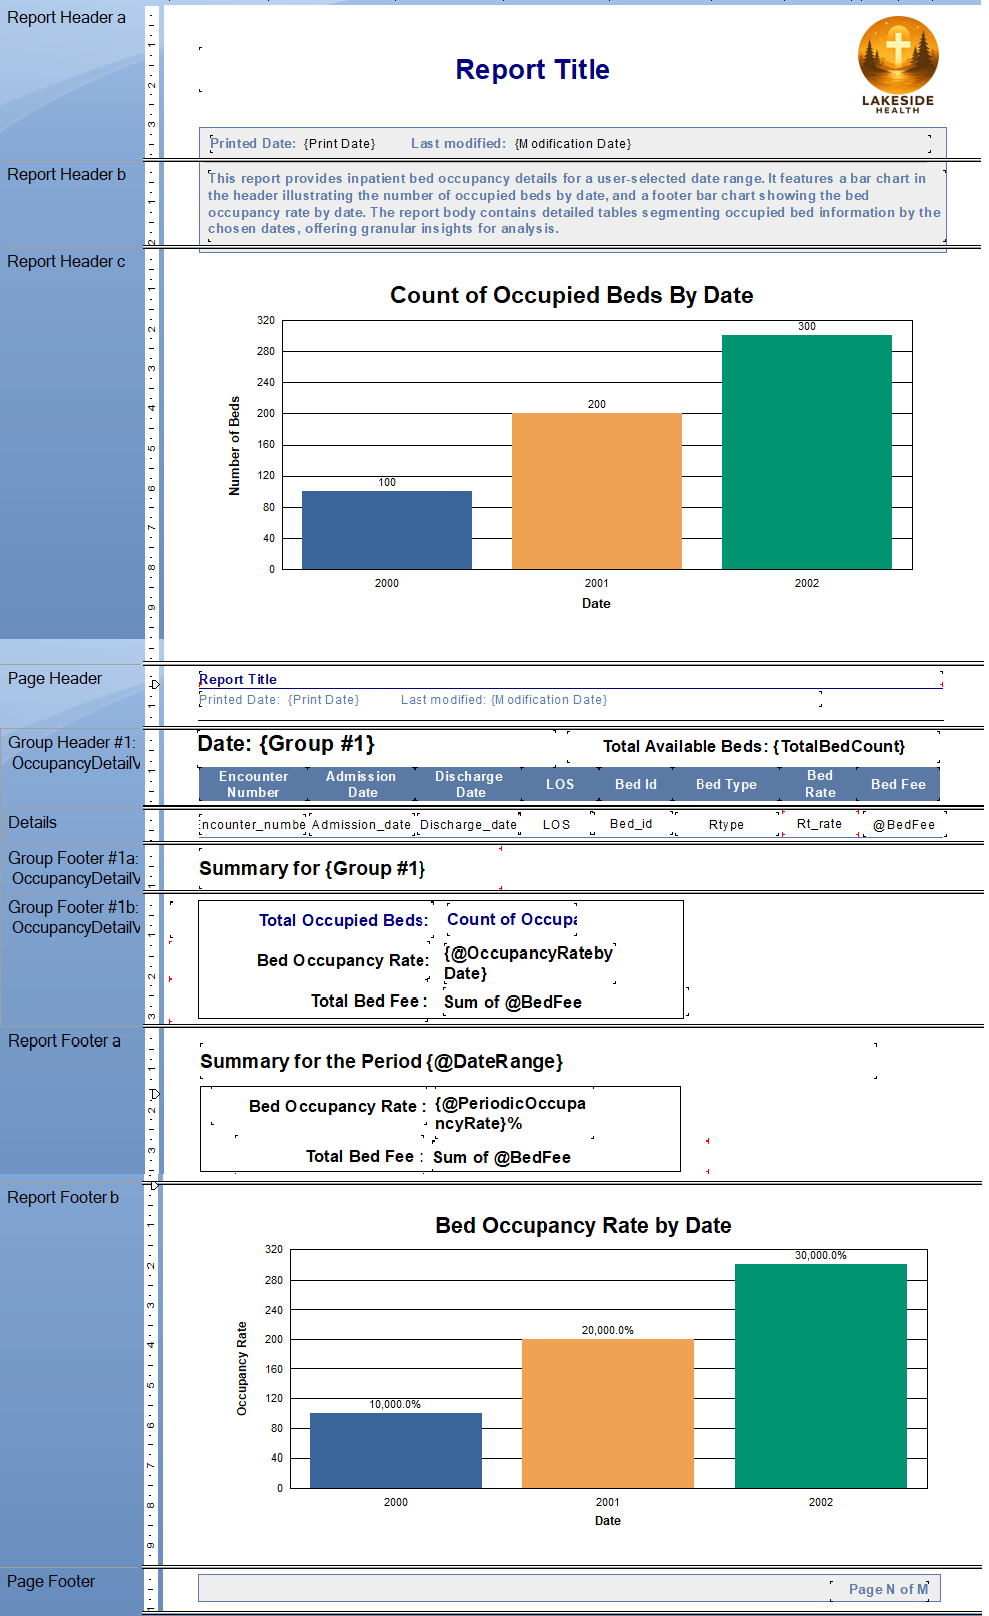 Report Header a
Report Title
LAKESIDE
HEALTH
Printed Date: {Print Date} Last modified: {Modification Date}
Report Header b
This report provides inpatient bed occupancy details for a user-selected date range. It features a bar chart in
the header illustrating the number of occupied beds by date, and a footer bar chart showing the bed
occupancy rate by date. The report body contains detailed tables segmenting occupied bed information by the
chosen dates, offering granular insights for analysis.
Report Header c
Count of Occupied Beds By Date
Number of Beds
320
280
240
200
160
120
80
40
0
100
200
300
2000 2001 2002
Date
Page Header
Report Title
Printed Date: {Print Date} Last modified: {Modification Date}
Group Header #1:
OccupancyDetailV
Date: {Group #1}
Total Available Beds: {TotalBedCount}
Encounter Number
Admission Date
Discharge Date
LOS
Bed Id
Bed Type
Bed Rate
Bed Fee
Details
ncounter_numbe Admission_date Discharge_date LOS Bed_id Rtype Rt_rate @BedFee
Group Footer #1a:
OccupancyDetailV
Summary for {Group #1}
Group Footer #1b:
OccupancyDetailV
Total Occupied Beds: Count of Occupa
Bed Occupancy Rate: {@OccupancyRateby
Date}
Total Bed Fee : Sum of @BedFee
Report Footer a
Summary for the Period {@DateRange}
Bed Occupancy Rate : {@PeriodicOccupa
ncyRate}%
Total Bed Fee : Sum of @BedFee
Report Footer b
Bed Occupancy Rate by Date
Occupancy Rate
320
280
240
200
160
120
80
40
0
10,000.0%
20,000.0%
30,000.0%
2000 2001 2002
Date
Page Footer
Page N of M